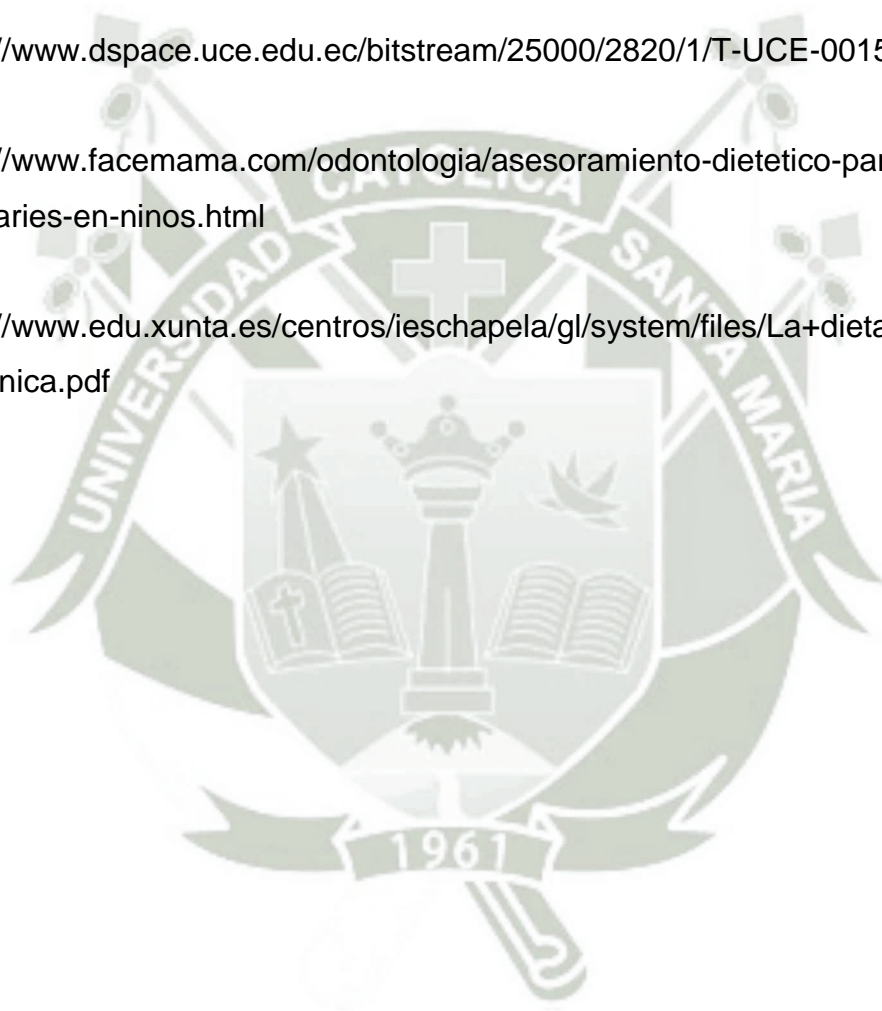 //www.dspace.uce.edu.ec/bitstream/25000/2820/1/T-UCE-0015
//www.facemama.com/odontologia/asesoramiento-dietetico-par
aries-en-ninos.html
//www.edu.xunta.es/centros/ieschapela/gl/system/files/La+dieta
nica.pdf
UNIVERSIDAD CATOLICA SANTA MARIA
1961